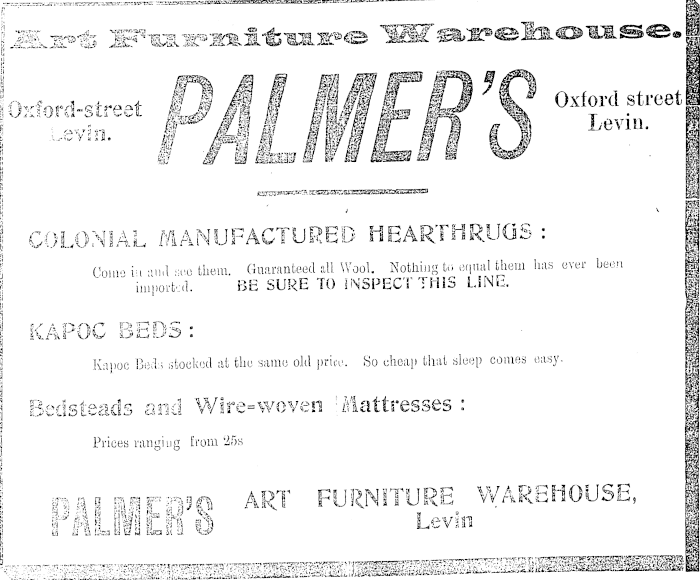 Art Furniture Warehouse.
Oxford-street
Levin.
PALMER'S
Oxford street
Levin.
COLONIAL MANUFACTURED HEARTHRUGS :
Come in and see them. Guaranteed all Wool. Nothing to equal them has ever been
imported. BE SURE TO INSPECT THIS LINE.
KAPOC BEDS :
Kapoc Beds stocked at the same old price. So cheap that sleep comes easy.
Bedsteads and Wire=woven Mattresses :
Prices ranging from 25s
PALMER'S
ART FURNITURE WAREHOUSE,
Levin